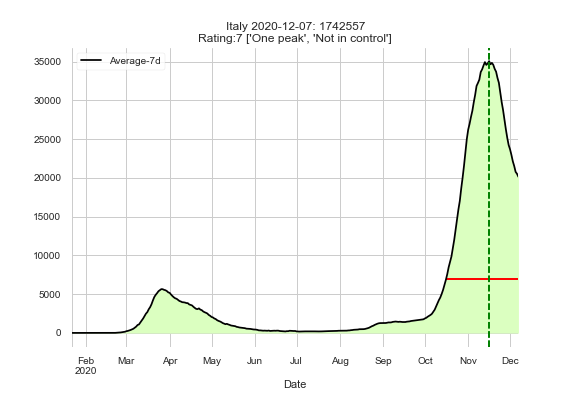 Italy 2020-12-07: 1742557
Rating:7 ['One peak', 'Not in control']
Average-7d
35000
30000
25000
20000
15000
10000
5000
0
Feb Mar Apr May Jun Jul Aug Sep Oct Nov Dec
2020
Date